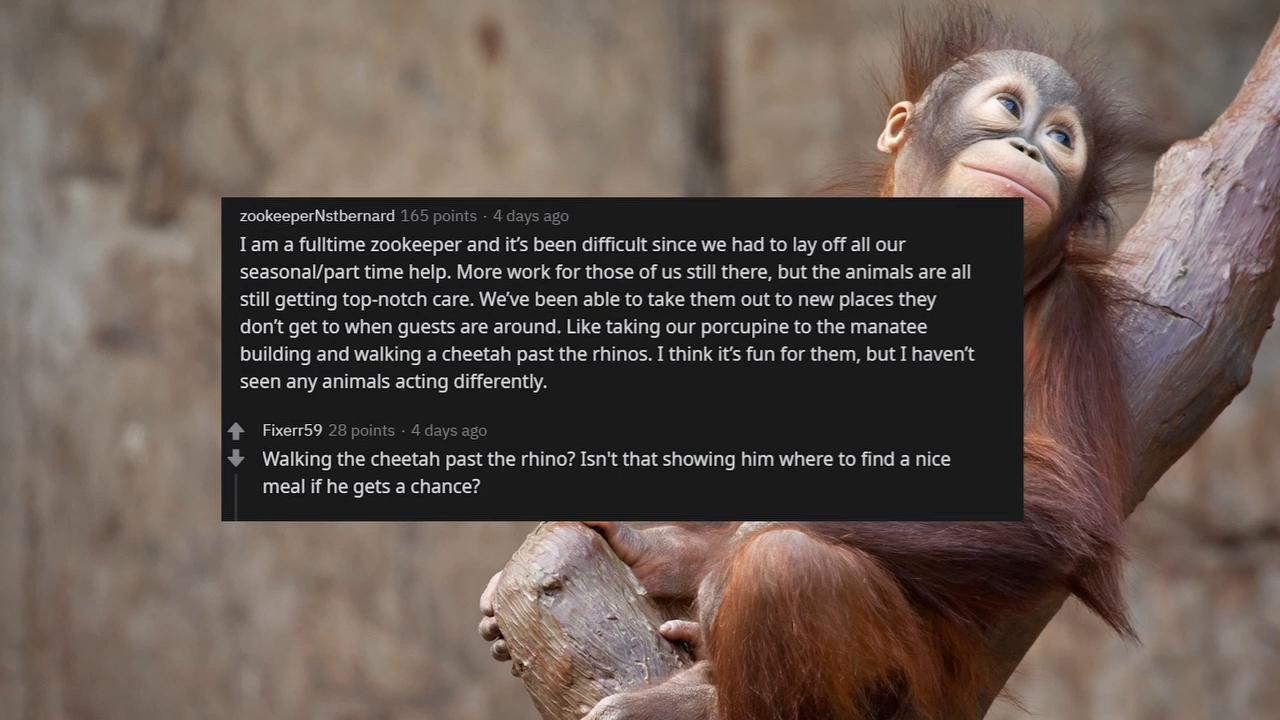 zookeeperNstbernard 165 points · 4 days ago
I am a fulltime zookeeper and it’s been difficult since we had to lay off all our
seasonal/part time help. More work for those of us still there, but the animals are all
still getting top-notch care. We’ve been able to take them out to new places they
don’t get to when guests are around. Like taking our porcupine to the manatee
building and walking a cheetah past the rhinos. I think it’s fun for them, but I haven’t
seen any animals acting differently.
Fixerr59 28 points · 4 days ago
Walking the cheetah past the rhino? Isn't that showing him where to find a nice
meal if he gets a chance?